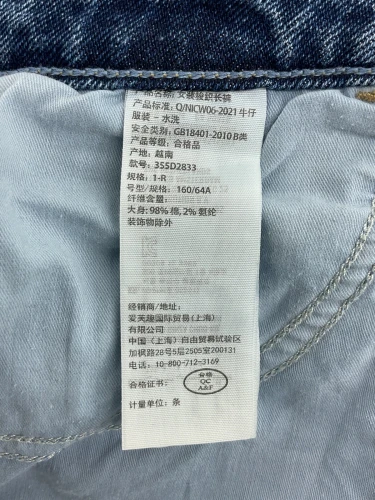 产品名称: 女装梭织长裤
产品标准: Q/NICW06-2021 牛仔
服装 - 水洗
安全类别: GB18401-2010 B类
产品等级: 合格品
产地: 越南
款号: 355D2833
规格: 1-R
号型/规格: 160/64A
纤维含量:
大身: 98% 棉, 2% 氨纶
装饰物除外
经销商/地址:
爱芙趣国际贸易(上海)
有限公司
中国（上海）自由贸易试验区
加枫路28号5层2505室200131
电话: 10-800-712-3169
合格证书:
合格
QC
A&F
计量单位: 条